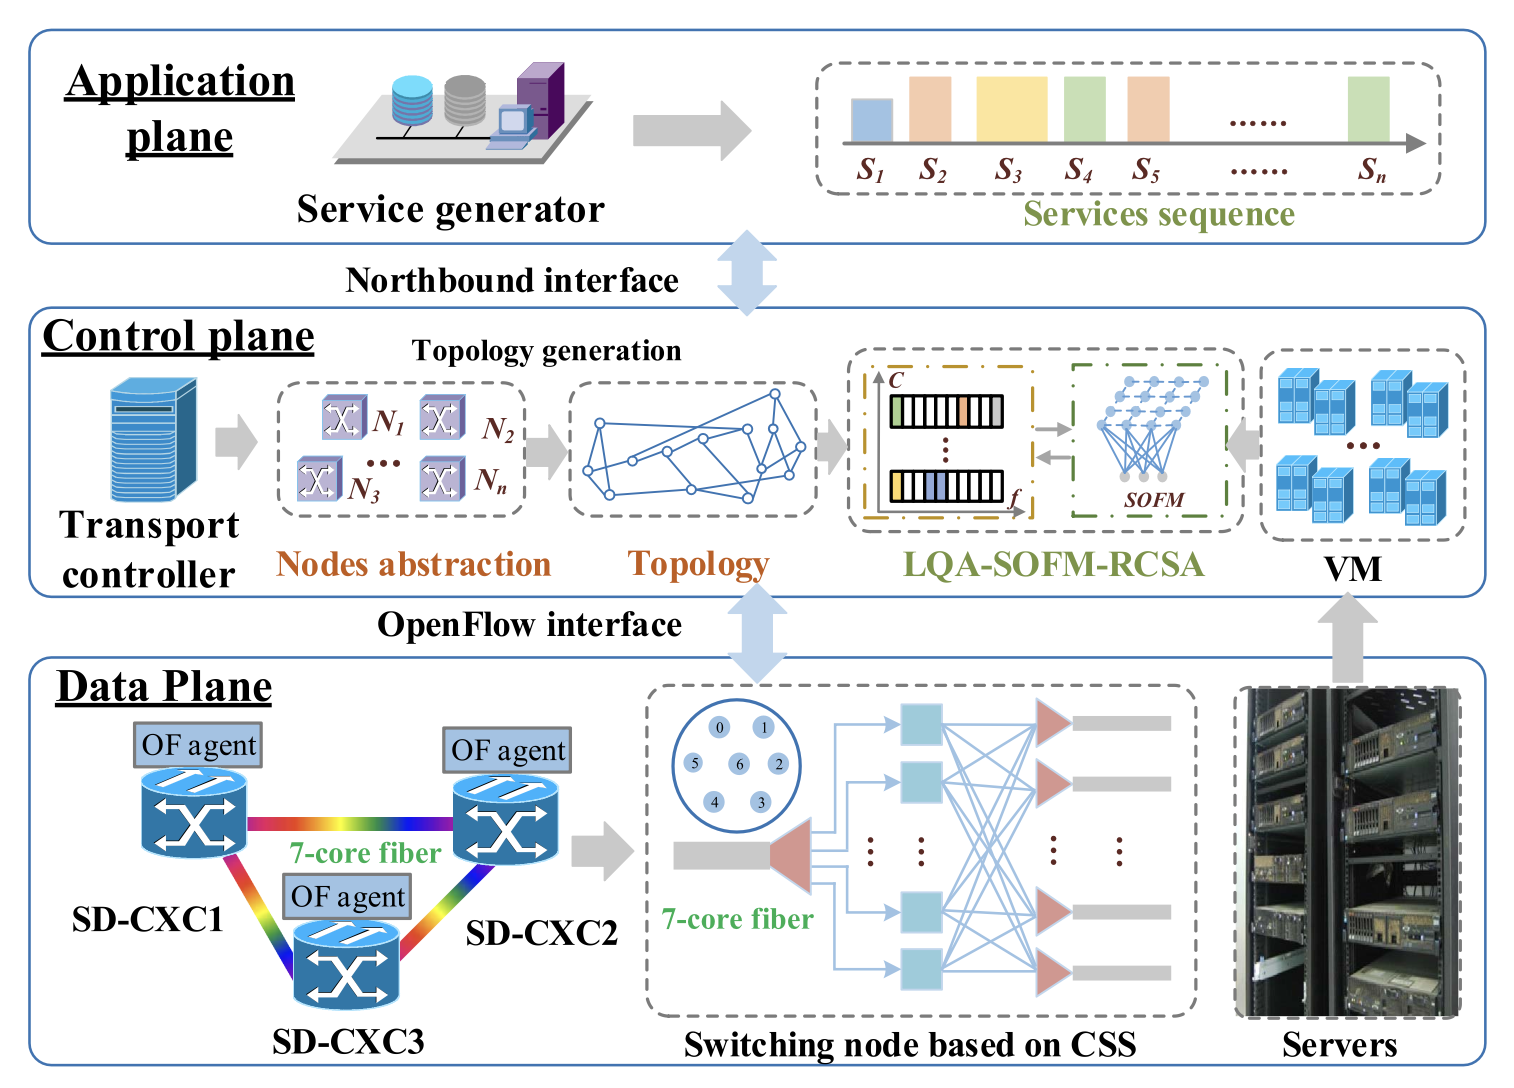 Application
plane
Service generator
......
S1 S2 S3 S4 S5 ...... Sn
Services sequence
Northbound interface
Control plane
Topology generation
Transport
controller
N1 N2
...
N3 Nn
Nodes abstraction
Topology
C
f
SOFM
LQA-SOFM-RCSA
...
VM
OpenFlow interface
Data Plane
OF agent
OF agent
7-core fiber
OF agent
SD-CXC1
SD-CXC2
SD-CXC3
0 1
5 6 2
4 3
7-core fiber
Switching node based on CSS
Servers